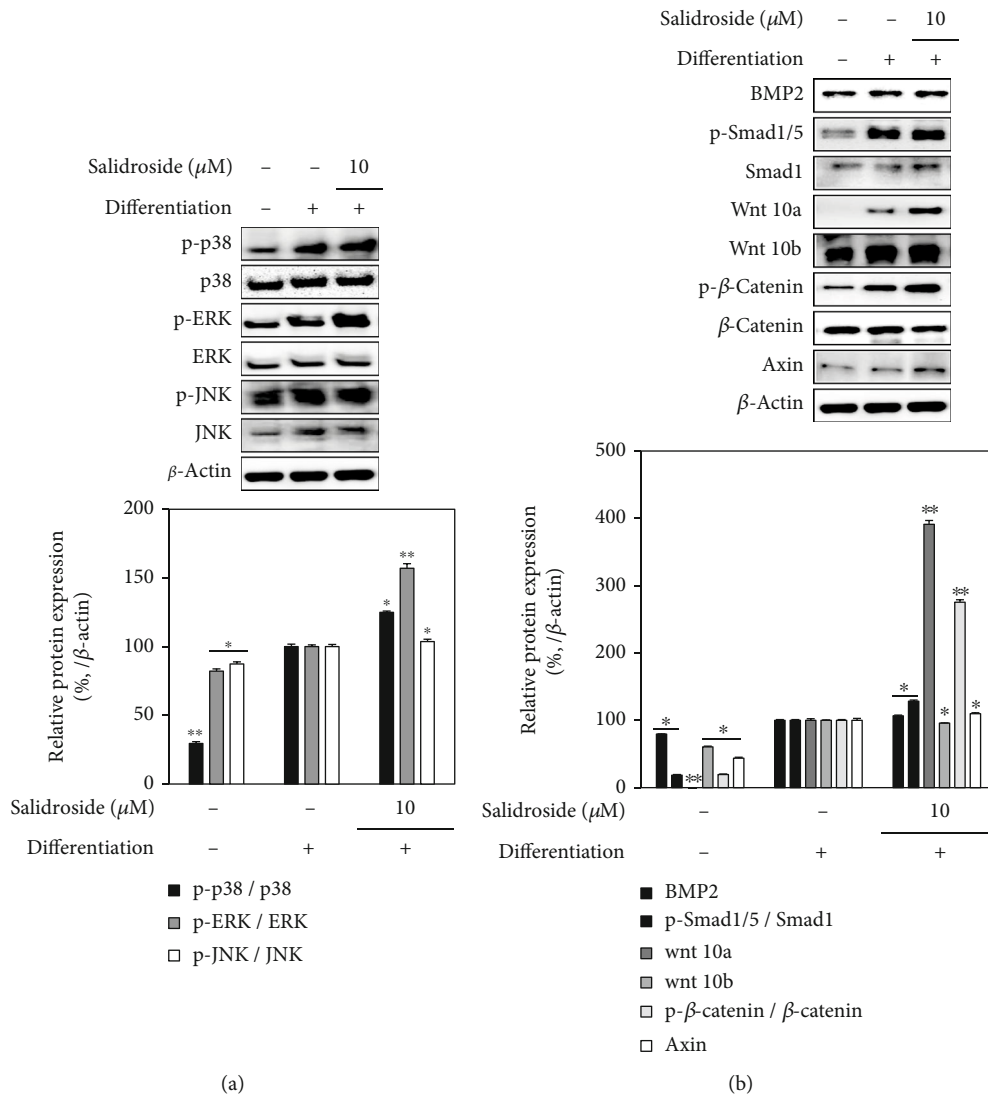 Salidroside (μM) – – 10
Differentiation – + +
p-p38
p38
p-ERK
ERK
p-JNK
JNK
β-Actin
Relative protein expression
(%, /β-actin)
200
150
100
50
0
**
*
*
**
*
Salidroside (μM) – – 10
Differentiation – + +
p-p38 / p38
p-ERK / ERK
p-JNK / JNK
(a)
Salidroside (μM) 10
Differentiation – + +
BMP2
p-Smad1/5
Smad1
Wnt 10a
Wnt 10b
p-β-Catenin
β-Catenin
Axin
β-Actin
Relative protein expression
(%, /β-actin)
500
400
300
200
100
0
*
**
*
*
**
*
**
*
Salidroside (μM) – – 10
Differentiation – + +
BMP2
p-Smad1/5 / Smad1
wnt 10a
wnt 10b
p-β-catenin / β-catenin
Axin
(b)